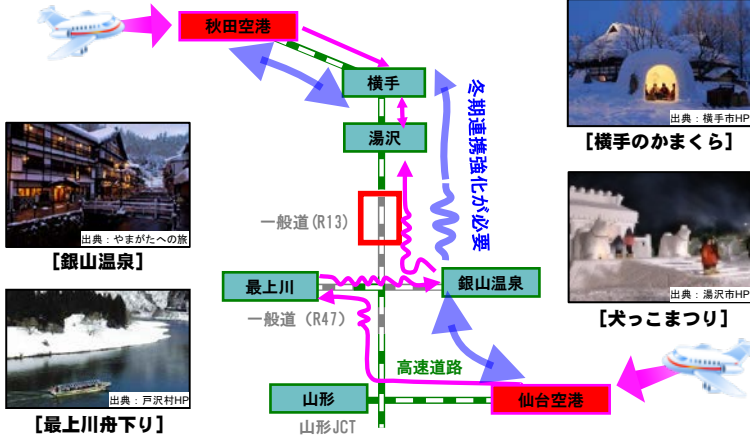 秋田空港
横手
湯沢
冬期連携強化が必要
出典：横手市HP
[横手のかまくら]
出典：やまがたへの旅
[銀山温泉]
一般道(R13)
最上川
銀山温泉
一般道（R47）
出典：湯沢市HP
[犬っこまつり]
高速道路
出典：戸沢村HP
[最上川舟下り]
山形
仙台空港
山形JCT